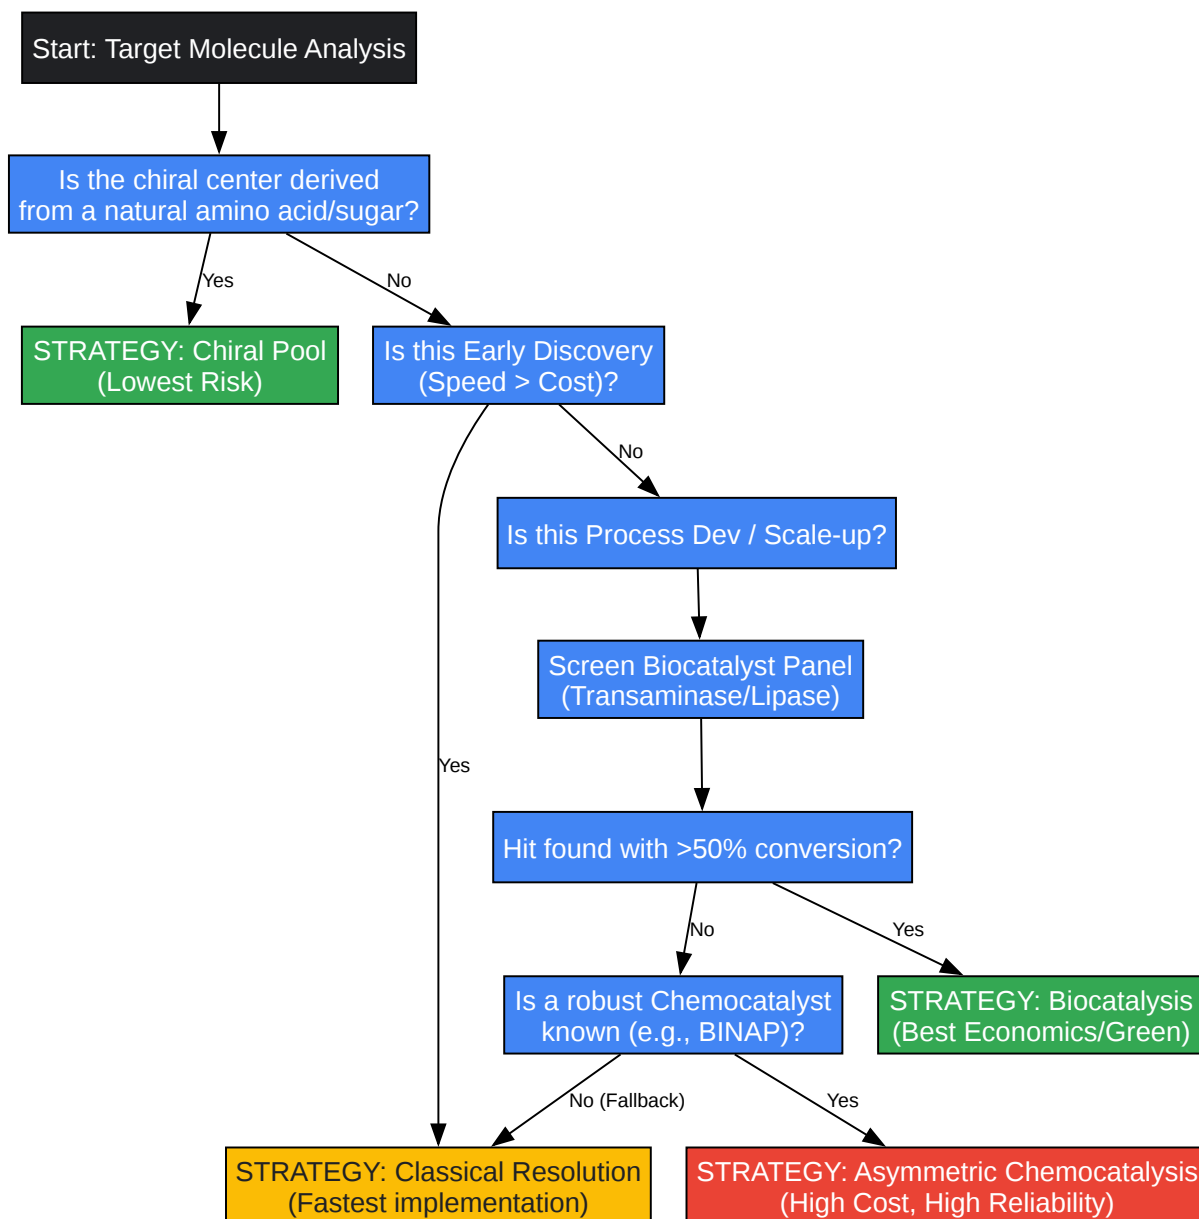 Start: Target Molecule Analysis
Is the chiral center derived
from a natural amino acid/sugar?
Yes
No
STRATEGY: Chiral Pool
(Lowest Risk)
Is this Early Discovery
(Speed > Cost)?
No
Is this Process Dev / Scale-up?
Screen Biocatalyst Panel
(Transaminase/Lipase)
Yes
Hit found with >50% conversion?
No
Yes
Is a robust Chemocatalyst
known (e.g., BINAP)?
STRATEGY: Biocatalysis
(Best Economics/Green)
No (Fallback)
Yes
STRATEGY: Classical Resolution
(Fastest implementation)
STRATEGY: Asymmetric Chemocatalysis
(High Cost, High Reliability)